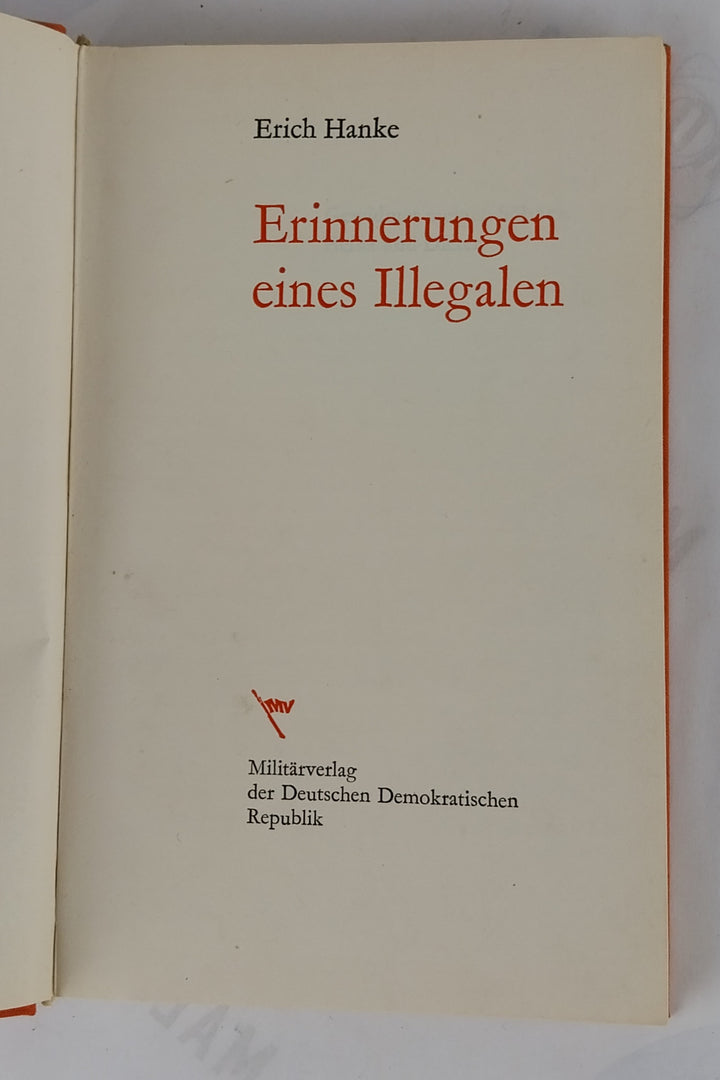 Erich Hanke
Erinnerungen
eines Illegalen
MV
Militärverlag
der Deutschen Demokratischen
Republik